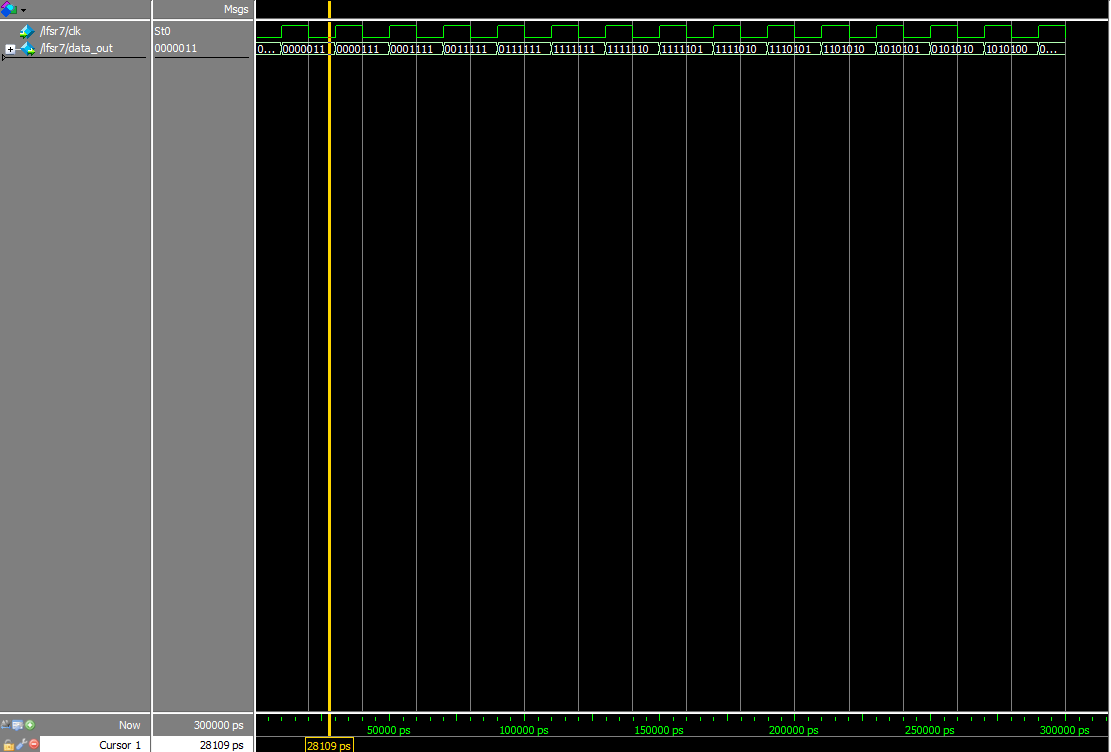 Msgs
/lfsr7/clk St0
/lfsr7/data_out 0000011 0... 0000011 0000111 0001111 0011111 0111111 1111111 1111110 1111101 1111010 1110101 1101010 1010101 0101010 1010100 0...
Now 300000 ps 50000 ps 100000 ps 150000 ps 200000 ps 250000 ps 300000 ps
Cursor 1 28109 ps 28109 ps